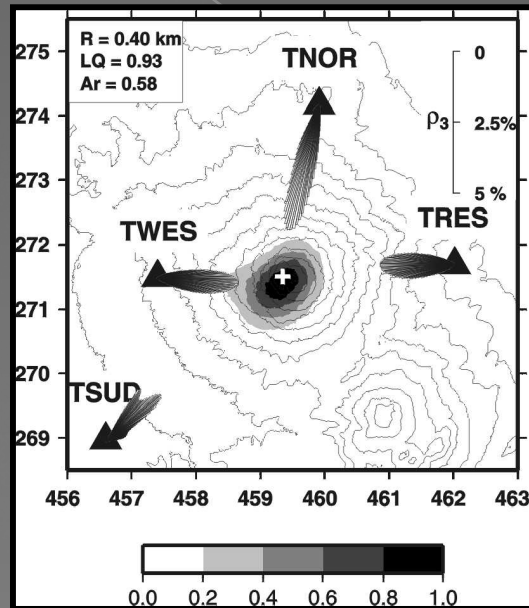 R = 0.40 km
LQ = 0.93
Ar = 0.58
TNOR
0
ρ3
2.5%
5 %
TRES
TWES
TSUD
275
274
273
272
271
270
269
456 457 458 459 460 461 462 463
0.0 0.2 0.4 0.6 0.8 1.0